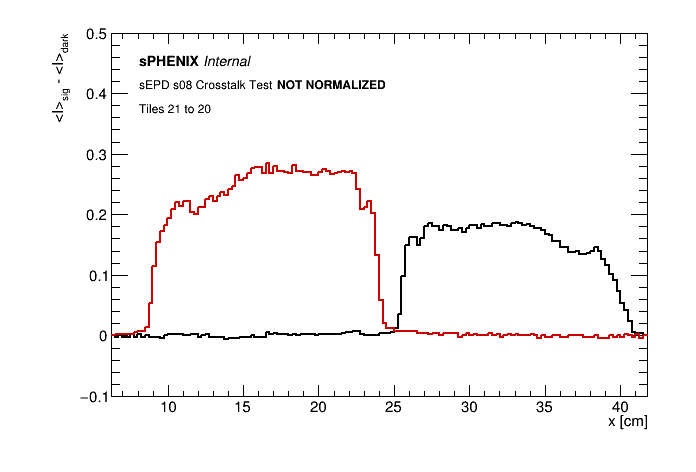 <I>sig - <I>dark
0.5
0.4
0.3
0.2
0.1
0
−0.1
sPHENIX Internal
sEPD s08 Crosstalk Test NOT NORMALIZED
Tiles 21 to 20
10 15 20 25 30 35 40
x [cm]